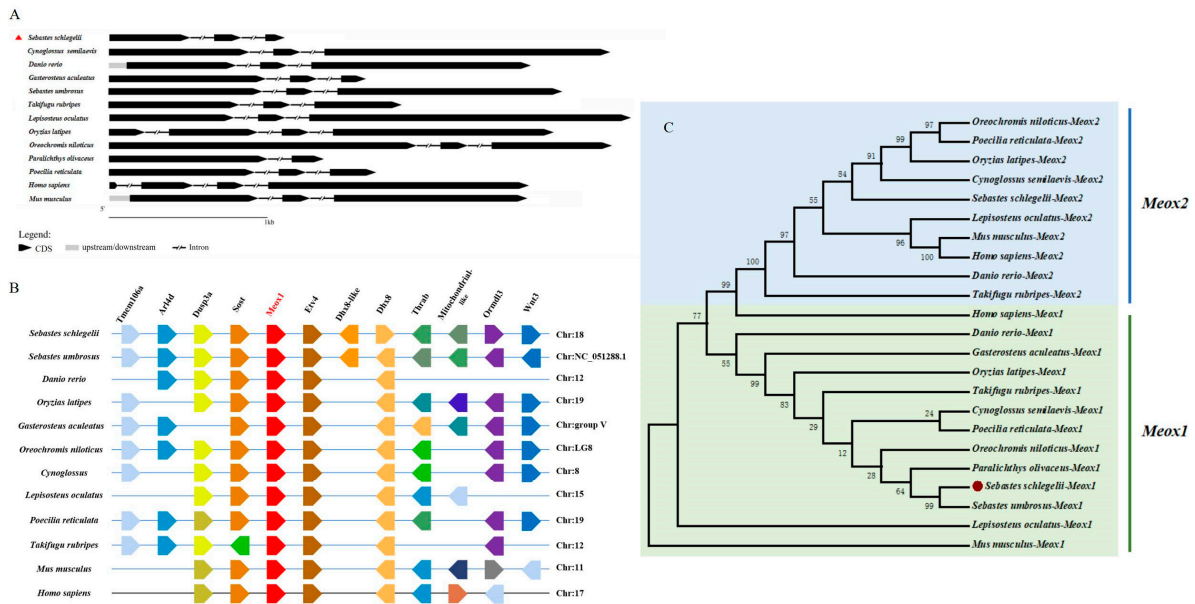 A
Sebastes schlegelii
Cynoglossus semilaevis
Danio rerio
Gasterosteus aculeatus
Sebastes umbrosus
Takifugu rubripes
Lepisosteus oculatus
Oryzias latipes
Oreochromis niloticus
Paralichthys olivaceus
Poecilia reticulata
Homo sapiens
Mus musculus
5'
1kb
Legend:
CDS upstream/downstream Intron
B
Tmem106a Arl4d Dusp3a Sost Meox1 Etv4 Dhx8-like Dhx8 Thrab Mitochondrial-like Ormdl3 Wnt3
Sebastes schlegelii Chr:18
Sebastes umbrosus Chr:NC_051288.1
Danio rerio Chr:12
Oryzias latipes Chr:19
Gasterosteus aculeatus Chr:group V
Oreochromis niloticus Chr:LG8
Cynoglossus Chr:8
Lepisosteus oculatus Chr:15
Poecilia reticulata Chr:19
Takifugu rubripes Chr:12
Mus musculus Chr:11
Homo sapiens Chr:17
C
97 Oreochromis niloticus-Meox2
99 Poecilia reticulata-Meox2
91 Oryzias latipes-Meox2
84 Cynoglossus semilaevis-Meox2
55 Sebastes schlegelii-Meox2
Lepisosteus oculatus-Meox2
97 96 Mus musculus-Meox2
100 Homo sapiens-Meox2
100 Danio rerio-Meox2
99 Takifugu rubripes-Meox2
77 Homo sapiens-Meox1
Danio rerio-Meox1
55 Gasterosteus aculeatus-Meox1
99 Oryzias latipes-Meox1
83 Takifugu rubripes-Meox1
24 Cynoglossus semilaevis-Meox1
29 Poecilia reticulata-Meox1
12 Oreochromis niloticus-Meox1
28 Paralichthys olivaceus-Meox1
64 Sebastes schlegelii-Meox1
99 Sebastes umbrosus-Meox1
Lepisosteus oculatus-Meox1
Mus musculus-Meox1
Meox2
Meox1